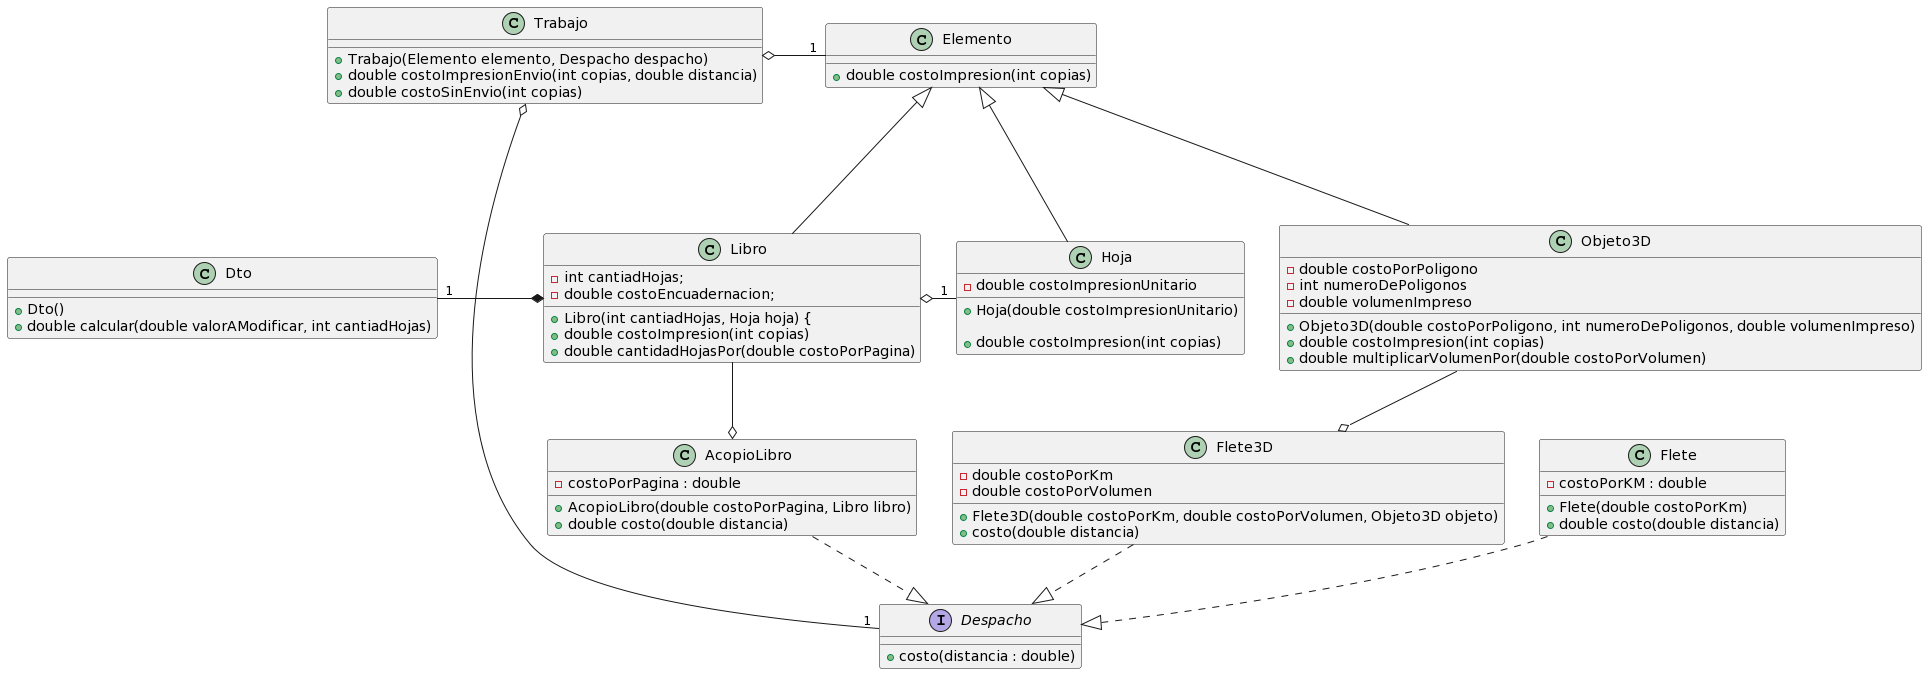 C Trabajo
Trabajo(Elemento elemento, Despacho despacho)
double costoImpresionEnvio(int copias, double distancia)
double costoSinEnvio(int copias)
1
C Elemento
double costoImpresion(int copias)
C Dto
Dto()
double calcular(double valorAModificar, int cantiadHojas)
1
C Libro
int cantiadHojas;
double costoEncuadernacion;
Libro(int cantiadHojas, Hoja hoja) {
double costoImpresion(int copias)
double cantidadHojasPor(double costoPorPagina)
1
C Hoja
double costoImpresionUnitario
Hoja(double costoImpresionUnitario)
double costoImpresion(int copias)
C Objeto3D
double costoPorPoligono
int numeroDePoligonos
double volumenImpreso
Objeto3D(double costoPorPoligono, int numeroDePoligonos, double volumenImpreso)
double costoImpresion(int copias)
double multiplicarVolumenPor(double costoPorVolumen)
C AcopioLibro
costoPorPagina : double
AcopioLibro(double costoPorPagina, Libro libro)
double costo(double distancia)
C Flete3D
double costoPorKm
double costoPorVolumen
Flete3D(double costoPorKm, double costoPorVolumen, Objeto3D objeto)
costo(double distancia)
C Flete
costoPorKM : double
Flete(double costoPorKm)
double costo(double distancia)
1
I Despacho
costo(distancia : double)